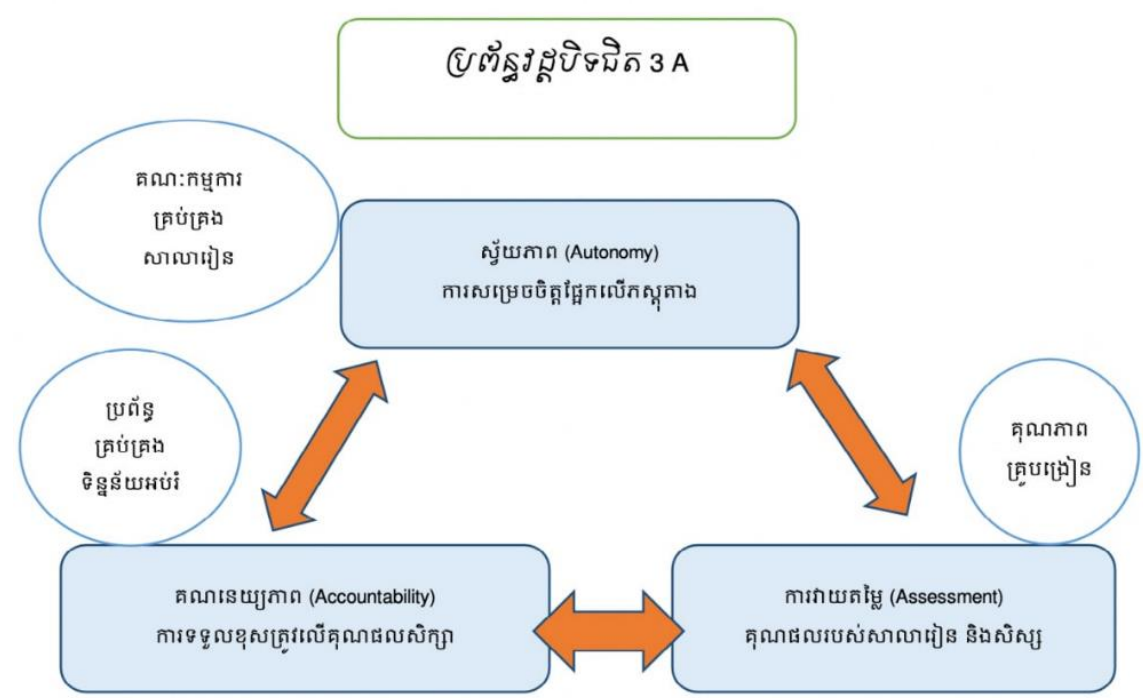 ប្រព័ន្ធវដ្តបិទជិត 3 A
គណៈកម្មការ
គ្រប់គ្រង
សាលារៀន
ស្វ័យភាព (Autonomy)
ការសម្រេចចិត្តផ្អែកលើភស្តុតាង
ប្រព័ន្ធ
គ្រប់គ្រង
ទិន្នន័យអប់រំ
គុណភាព
គ្រូបង្រៀន
គណនេយ្យភាព (Accountability)
ការទទួលខុសត្រូវលើគុណផលសិក្សា
ការវាយតម្លៃ (Assessment)
គុណផលរបស់សាលារៀន និងសិស្ស